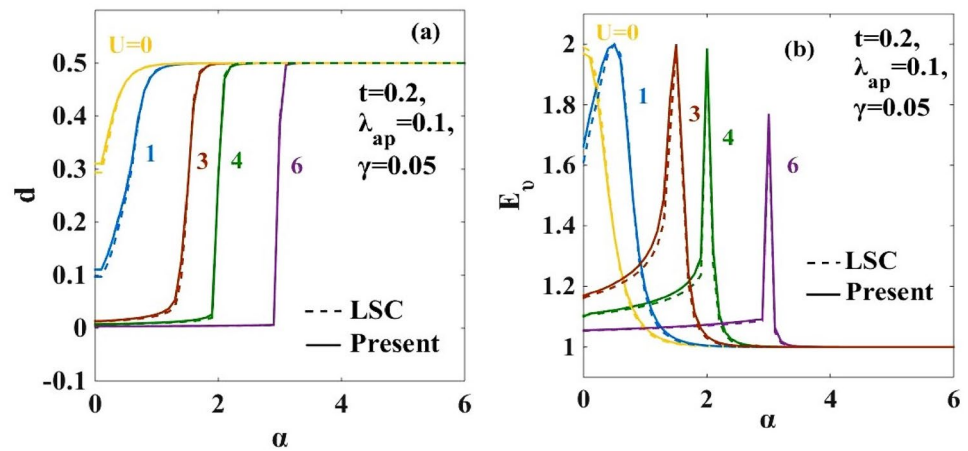 (a)
U=0
0.5
0.4
0.3
0.2
0.1
0
-0.1
d
t=0.2,
λap=0.1,
γ=0.05
1
3
4
6
LSC
Present
0
2
4
6
α
(b)
U=0
2
1.8
1.6
1.4
1.2
1
Eυ
t=0.2,
λap=0.1,
γ=0.05
1
3
4
6
LSC
Present
0
2
4
6
α